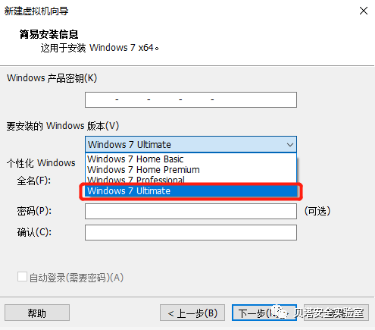 新建虚拟机向导
简易安装信息
这用于安装 Windows 7 x64。
Windows 产品密钥(K)
- - - -
要安装的 Windows 版本(V)
Windows 7 Ultimate
Windows 7 Home Basic
个性化 Windows
Windows 7 Home Premium
全名(F):
Windows 7 Professional
Windows 7 Ultimate
密码(P):
(可选)
确认(C):
自动登录(需要密码)(A)
帮助
< 上一步(B)
下一步
安全实验室